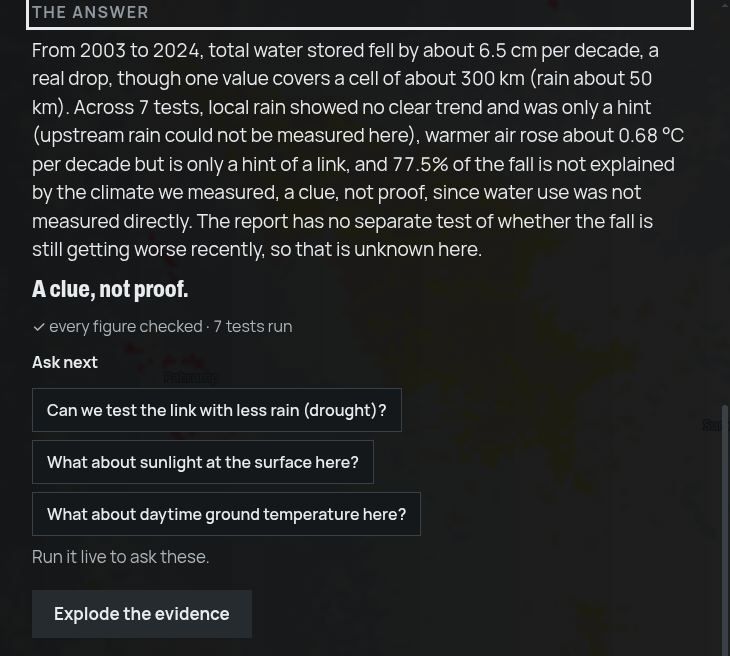 THE ANSWER
From 2003 to 2024, total water stored fell by about 6.5 cm per decade, a
real drop, though one value covers a cell of about 300 km (rain about 50
km). Across 7 tests, local rain showed no clear trend and was only a hint
(upstream rain could not be measured here), warmer air rose about 0.68 °C
per decade but is only a hint of a link, and 77.5% of the fall is not explained
by the climate we measured, a clue, not proof, since water use was not
measured directly. The report has no separate test of whether the fall is
still getting worse recently, so that is unknown here.
A clue, not proof.
✓ every figure checked · 7 tests run
Ask next
Can we test the link with less rain (drought)?
What about sunlight at the surface here?
What about daytime ground temperature here?
Run it live to ask these.
Explode the evidence